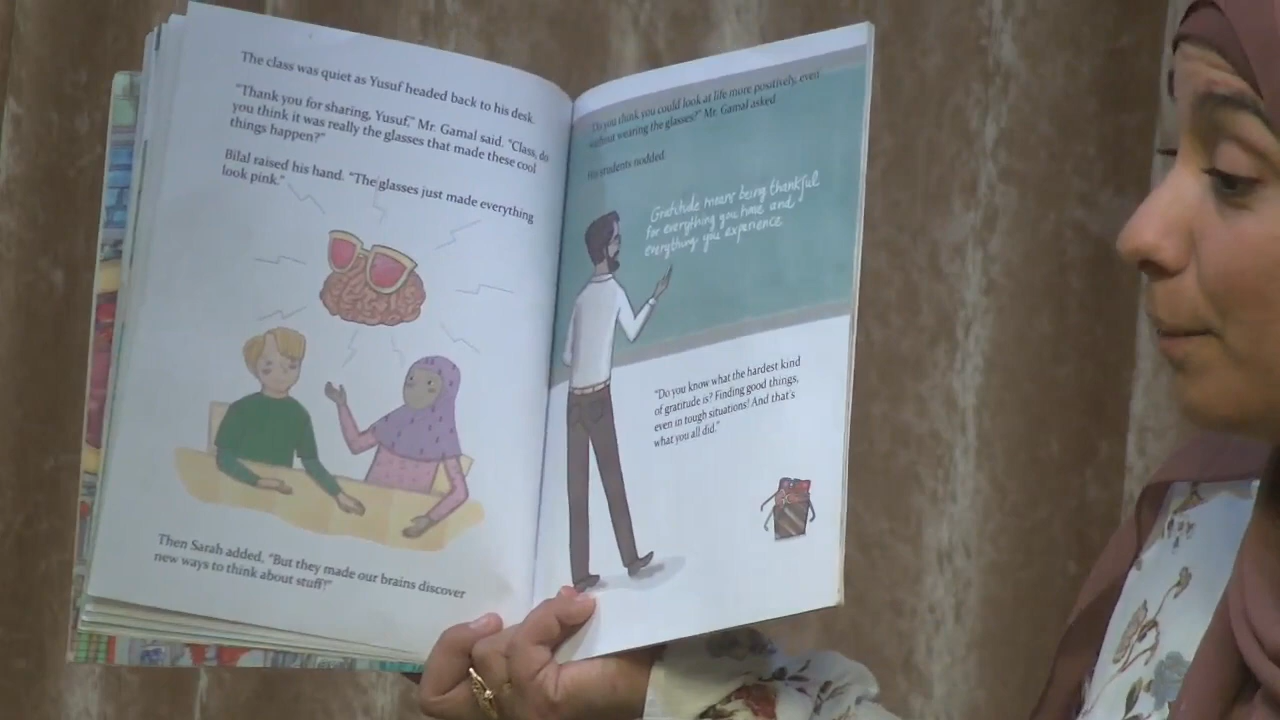 The class was quiet as Yusuf headed back to his desk.
"Thank you for sharing, Yusuf," Mr. Gamal said. "Class, do
you think it was really the glasses that made these cool
things happen?"
Bilal raised his hand. "The glasses just made everything
look pink."
Then Sarah added, "But they made our brains discover
new ways to think about stuff!"
"Do you think you could look at life more positively, even
without wearing the glasses?" Mr. Gamal asked
His students nodded.
Gratitude means being thankful
for everything you have and
everything you experience
"Do you know what the hardest kind
of gratitude is? Finding good things,
even in tough situations! And that's
what you all did."